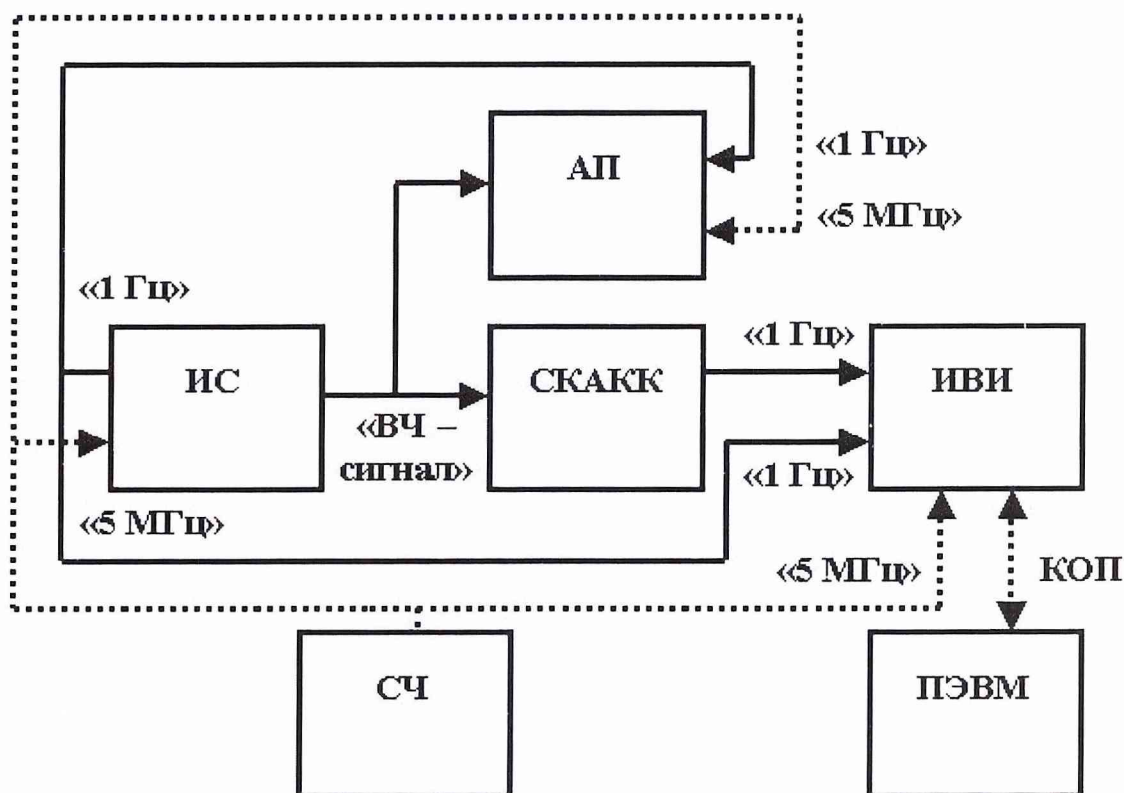 «1 Гц»
АП
«5 МГц»
«1 Гц»
«1 Гц»
ИС
СКАКК
ИВИ
«ВЧ –
сигнал»
«1 Гц»
«5 МГц»
«5 МГц»
КОП
СЧ
ПЭВМ